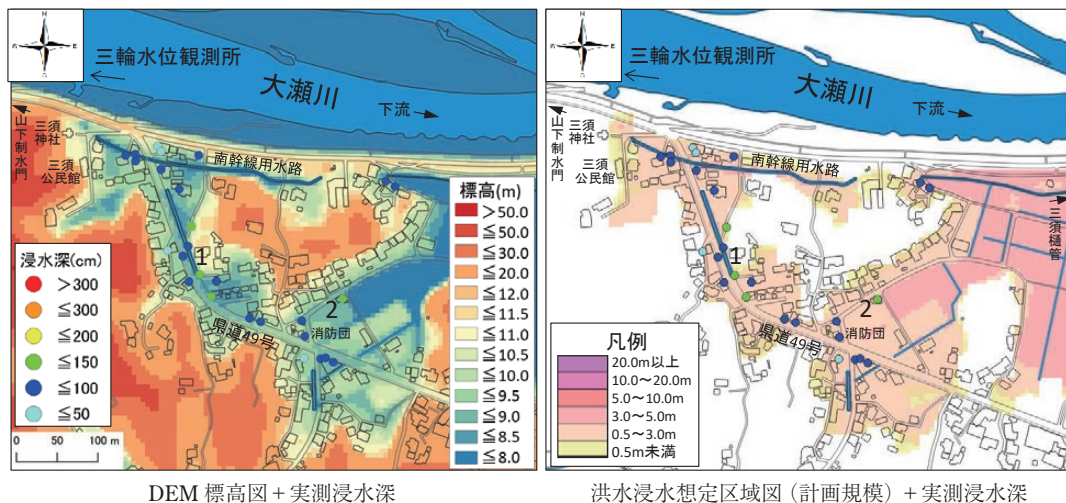 三輪水位観測所
大瀬川
下流
山下制水門
三須
神社
三須
公民館
南幹線用水路
1
2
消防団
県道49号
浸水深(cm)
＞300
≦300
≦200
≦150
≦100
≦50
0 50 100 m
標高(m)
＞50.0
≦50.0
≦30.0
≦20.0
≦12.0
≦11.5
≦11.0
≦10.5
≦10.0
≦9.5
≦9.0
≦8.5
≦8.0
DEM 標高図 + 実測浸水深
三輪水位観測所
大瀬川
下流
山下制水門
三須
神社
三須
公民館
南幹線用水路
三須樋管
1
2
消防団
県道49号
凡例
20.0m以上
10.0～20.0m
5.0～10.0m
3.0～5.0m
0.5～3.0m
0.5m未満
洪水浸水想定区域図 (計画規模) + 実測浸水深